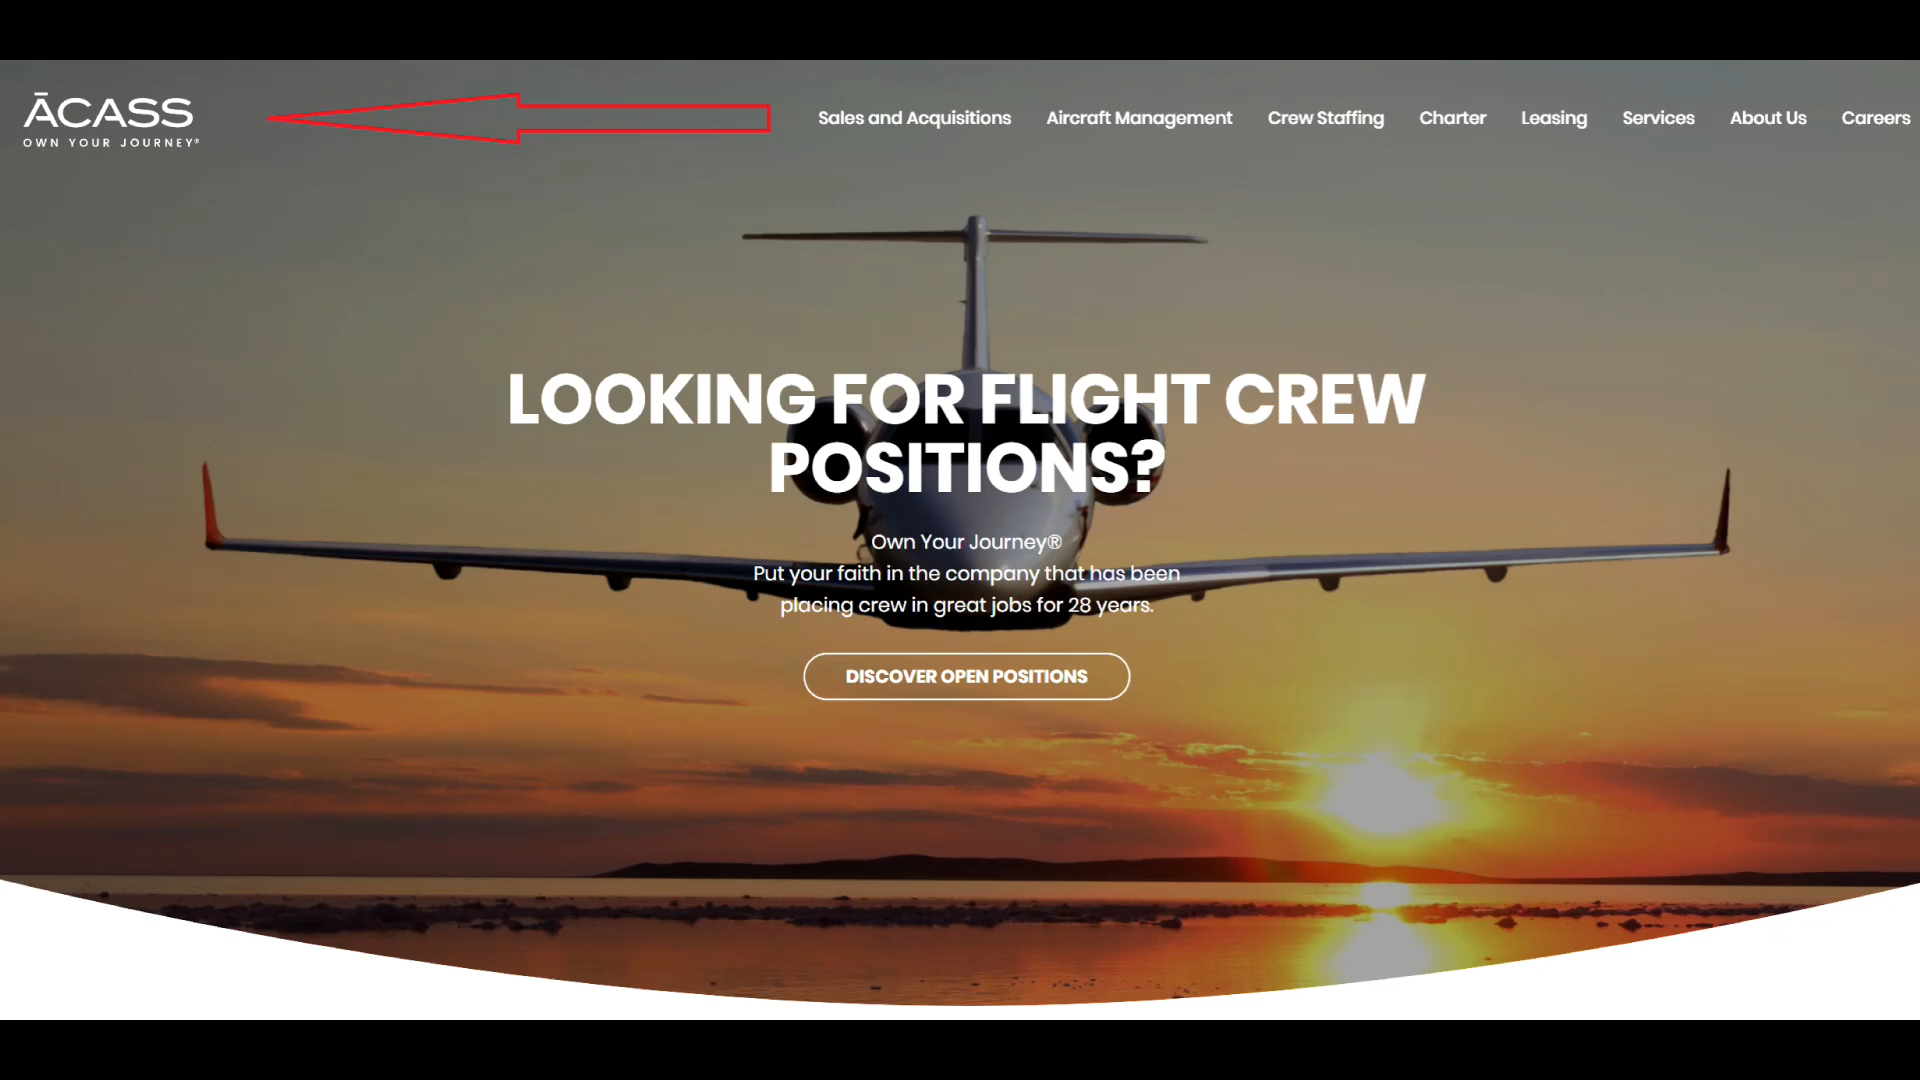 ĀCASS
OWN YOUR JOURNEY®
Sales and Acquisitions Aircraft Management Crew Staffing Charter Leasing Services About Us Careers
LOOKING FOR FLIGHT CREW
POSITIONS?
Own Your Journey®
Put your faith in the company that has been
placing crew in great jobs for 28 years.
DISCOVER OPEN POSITIONS